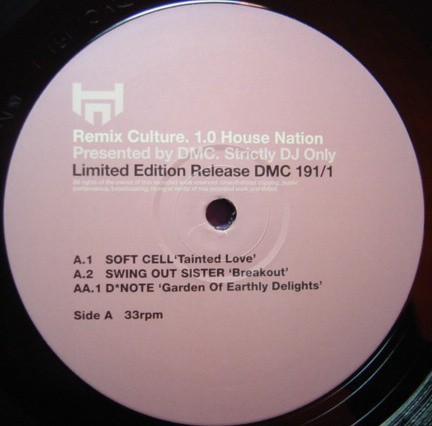 Remix Culture. 1.0 House Nation
Presented by DMC. Strictly DJ Only
Limited Edition Release DMC 191/1
A.1 SOFT CELL‘Tainted Love’
A.2 SWING OUT SISTER ‘Breakout’
AA.1 D*NOTE ‘Garden Of Earthly Delights’
Side A 33rpm